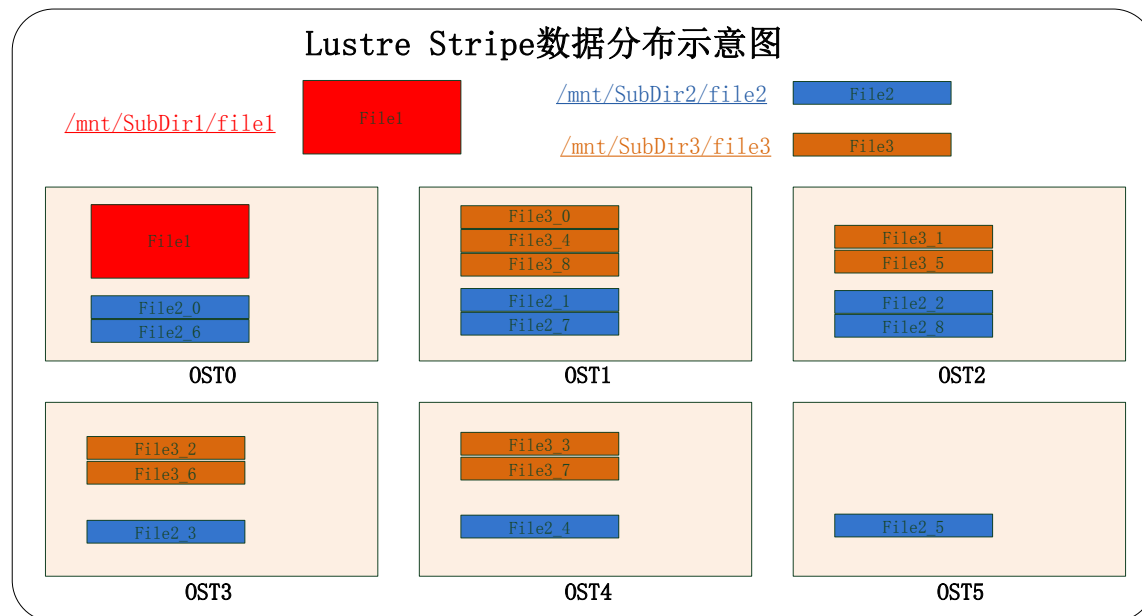 Lustre Stripe数据分布示意图
/mnt/SubDir1/file1
File1
/mnt/SubDir2/file2
File2
/mnt/SubDir3/file3
File3
File1
File2_0
File2_6
OST0
File3_0
File3_4
File3_8
File2_1
File2_7
OST1
File3_1
File3_5
File2_2
File2_8
OST2
File3_2
File3_6
File2_3
OST3
File3_3
File3_7
File2_4
OST4
File2_5
OST5